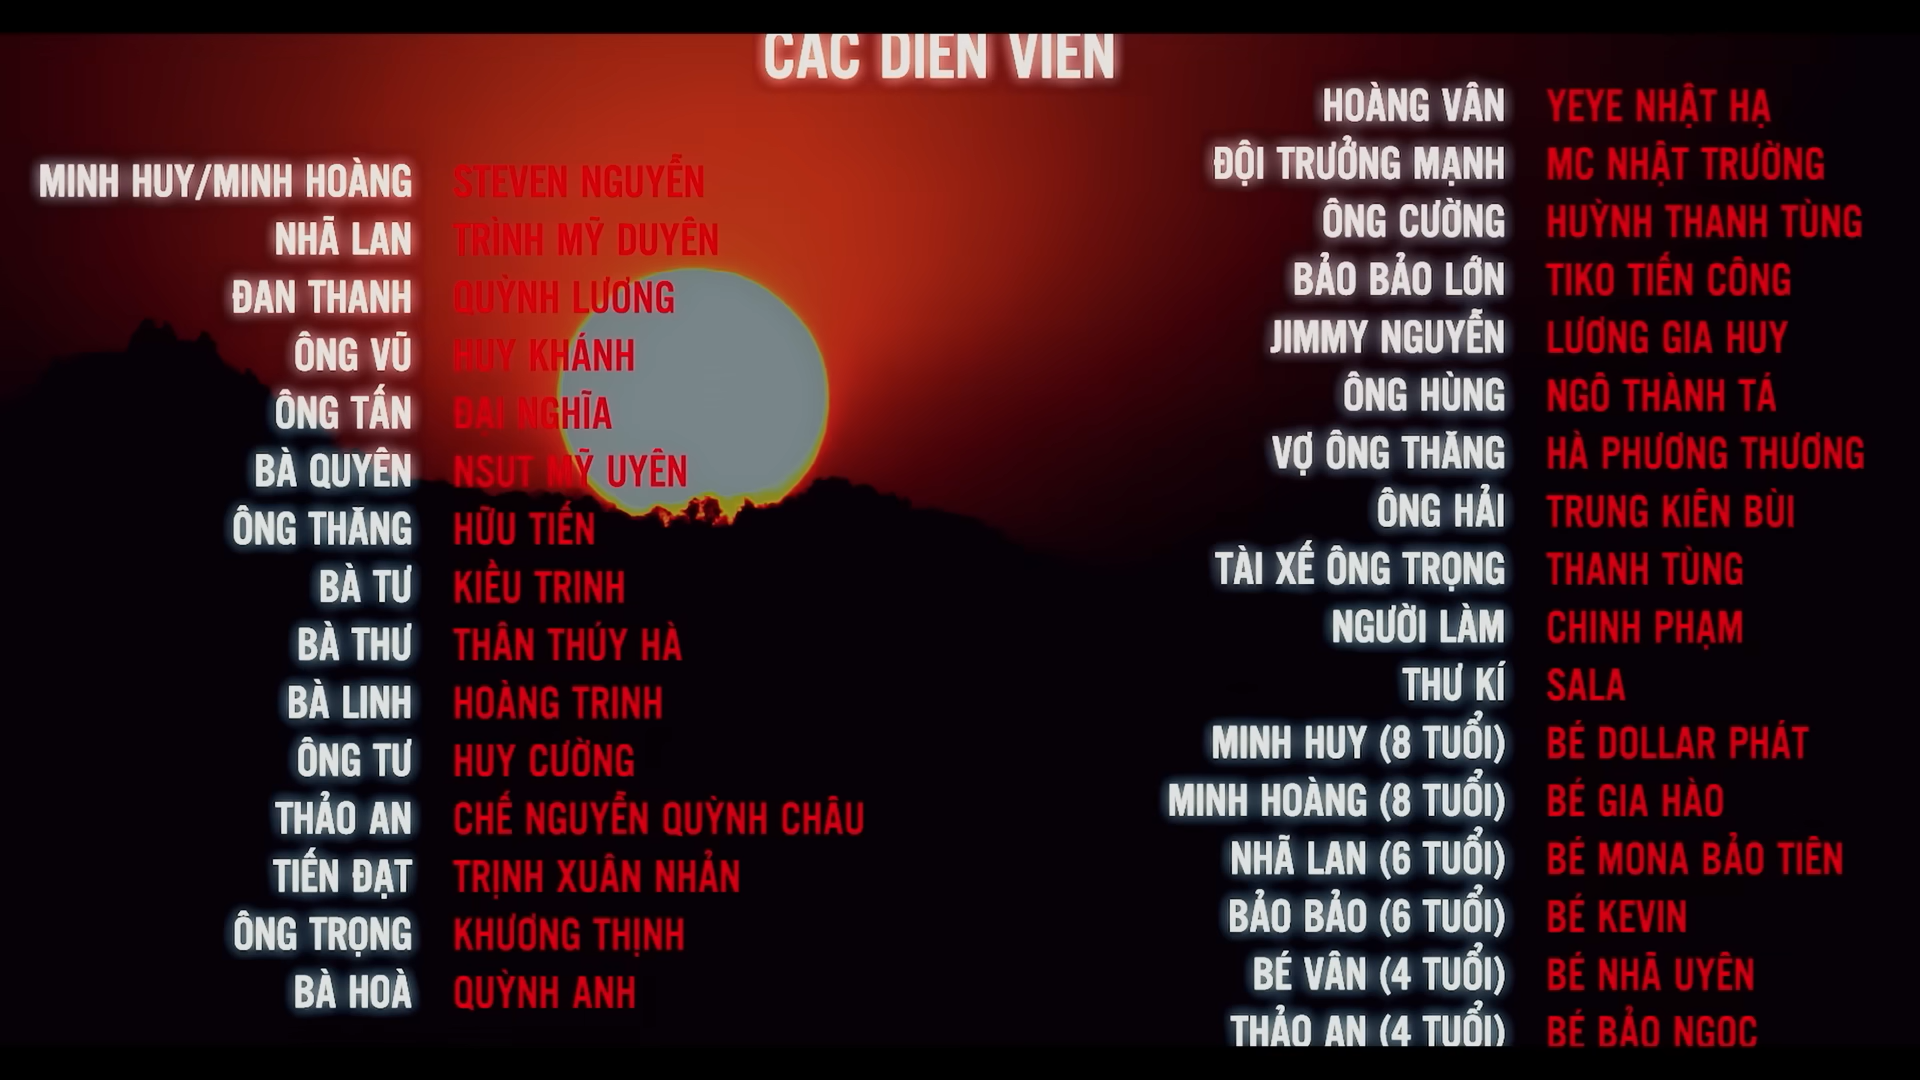 CÁC DIỄN VIÊN
MINH HUY/MINH HOÀNG STEVEN NGUYỄN
NHÃ LAN TRÌNH MỸ DUYÊN
ĐAN THANH QUỲNH LƯƠNG
ÔNG VŨ HUY KHÁNH
ÔNG TẤN ĐẠI NGHĨA
BÀ QUYÊN NSUT MỸ UYÊN
ÔNG THĂNG HỮU TIẾN
BÀ TƯ KIỀU TRINH
BÀ THƯ THÂN THÚY HÀ
BÀ LINH HOÀNG TRINH
ÔNG TƯ HUY CƯỜNG
THẢO AN CHẾ NGUYỄN QUỲNH CHÂU
TIẾN ĐẠT TRỊNH XUÂN NHẢN
ÔNG TRỌNG KHƯƠNG THỊNH
BÀ HOÀ QUỲNH ANH
HOÀNG VÂN YEYE NHẬT HẠ
ĐỘI TRƯỞNG MẠNH MC NHẬT TRƯỜNG
ÔNG CƯỜNG HUỲNH THANH TÙNG
BẢO BẢO LỚN TIKO TIẾN CÔNG
JIMMY NGUYỄN LƯƠNG GIA HUY
ÔNG HÙNG NGÔ THÀNH TÁ
VỢ ÔNG THĂNG HÀ PHƯƠNG THƯƠNG
ÔNG HẢI TRUNG KIÊN BÙI
TÀI XẾ ÔNG TRỌNG THANH TÙNG
NGƯỜI LÀM CHINH PHẠM
THƯ KÍ SALA
MINH HUY (8 TUỔI) BÉ DOLLAR PHÁT
MINH HOÀNG (8 TUỔI) BÉ GIA HÀO
NHÃ LAN (6 TUỔI) BÉ MONA BẢO TIÊN
BẢO BẢO (6 TUỔI) BÉ KEVIN
BÉ VÂN (4 TUỔI) BÉ NHÃ UYÊN
THẢO AN (4 TUỔI) BÉ BẢO NGỌC